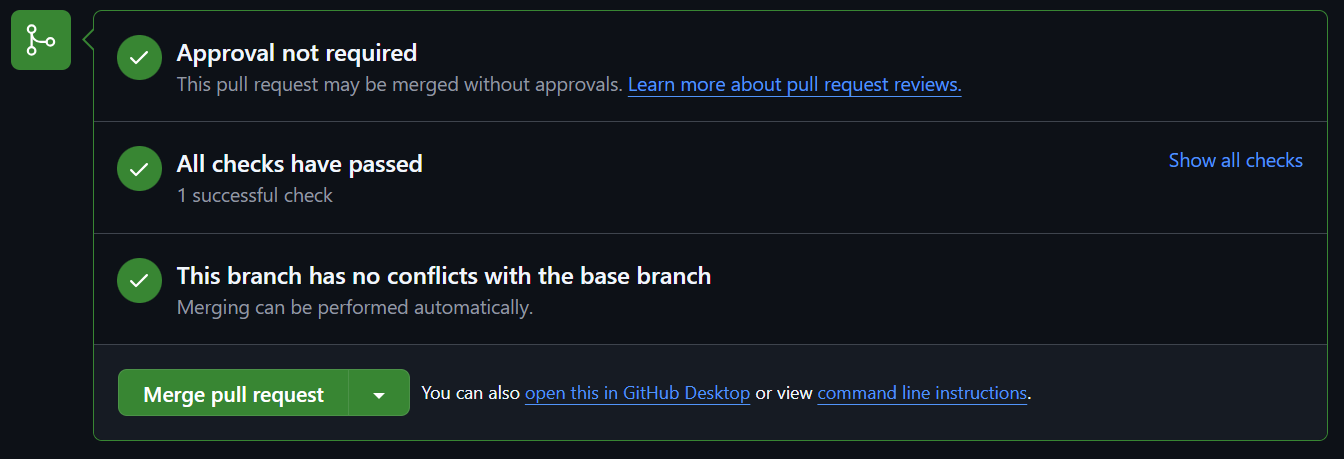 Approval not required
This pull request may be merged without approvals. Learn more about pull request reviews.
All checks have passed
Show all checks
1 successful check
This branch has no conflicts with the base branch
Merging can be performed automatically.
Merge pull request
You can also open this in GitHub Desktop or view command line instructions.